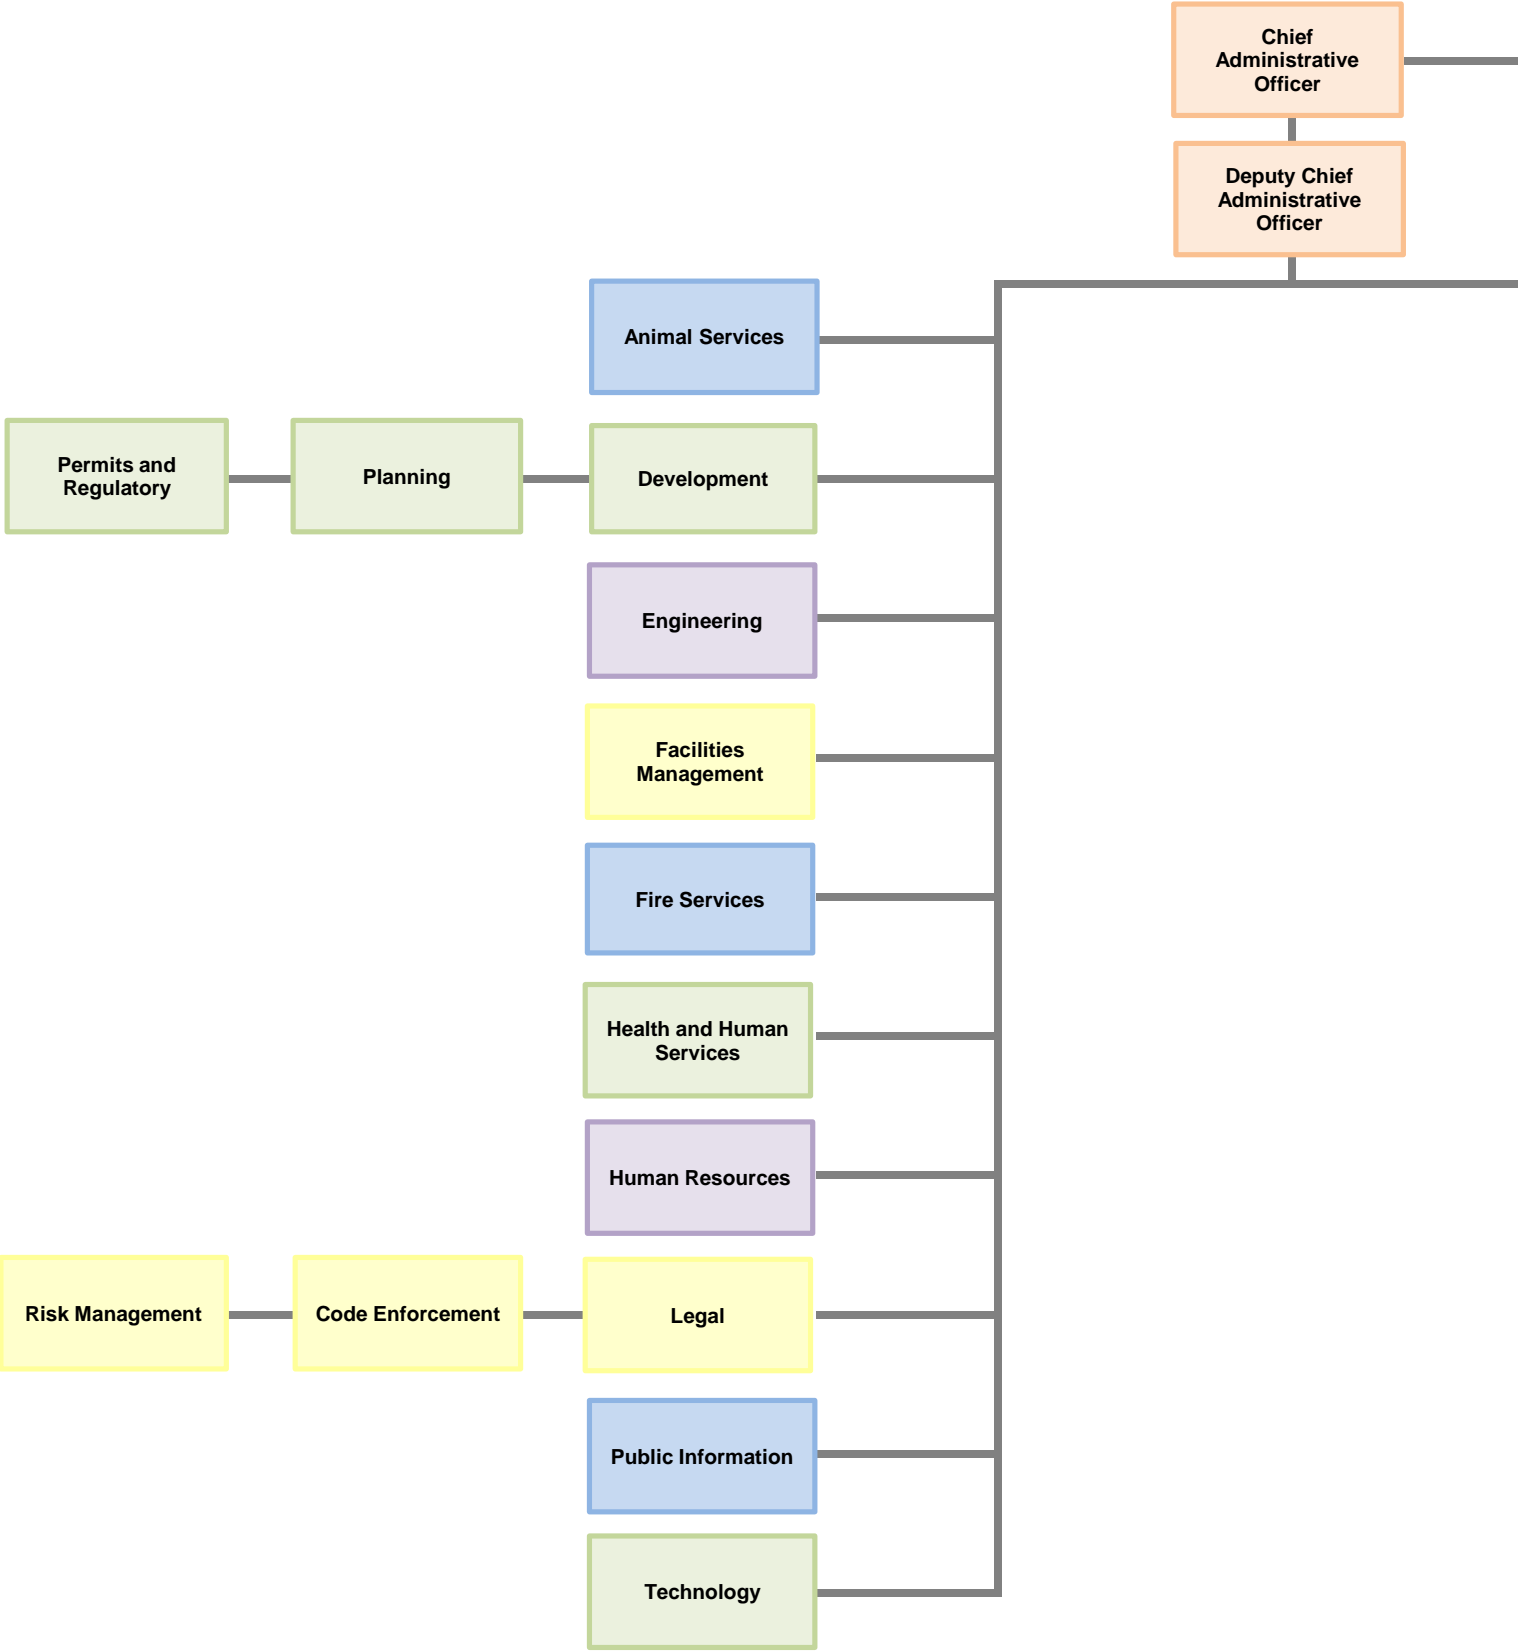 Chief
Administrative
Officer
Deputy Chief
Administrative
Officer
Animal Services
Permits and
Regulatory
Planning
Development
Engineering
Facilities
Management
Fire Services
Health and Human
Services
Human Resources
Risk Management
Code Enforcement
Legal
Public Information
Technology